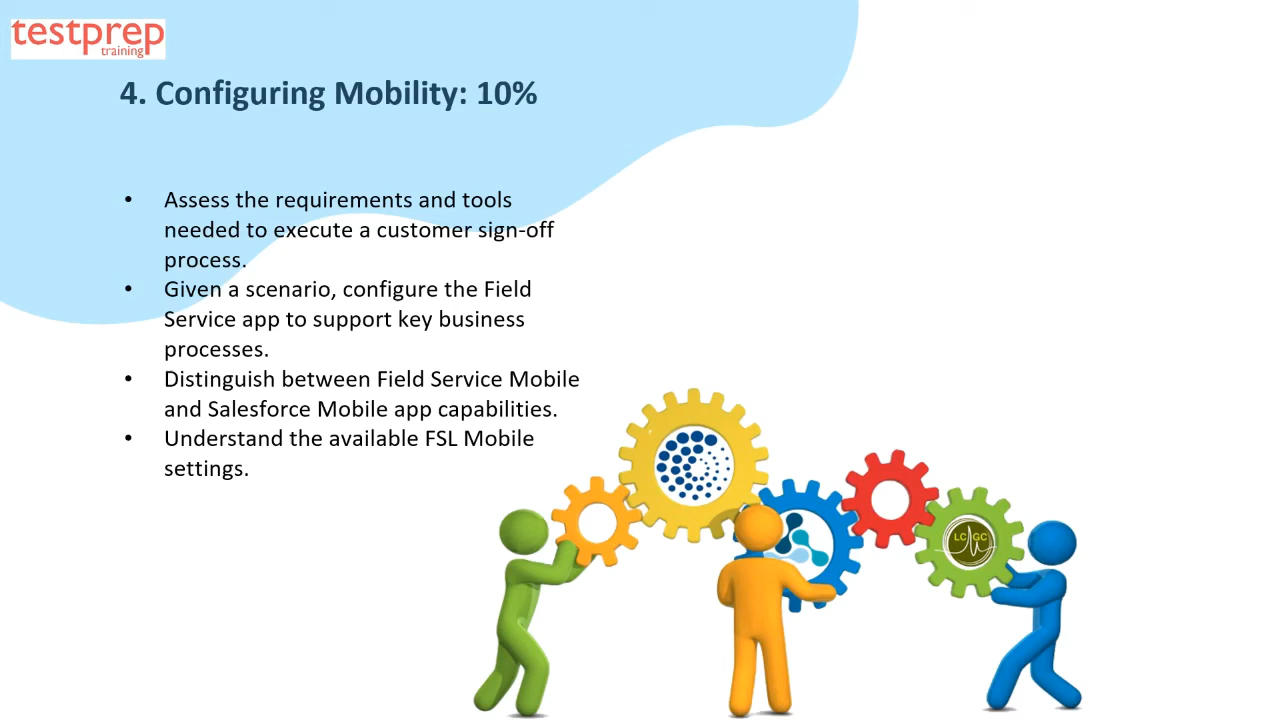 testprep
training
4. Configuring Mobility: 10%
• Assess the requirements and tools
needed to execute a customer sign-off
process.
• Given a scenario, configure the Field
Service app to support key business
processes.
• Distinguish between Field Service Mobile
and Salesforce Mobile app capabilities.
• Understand the available FSL Mobile
settings.
LC GC